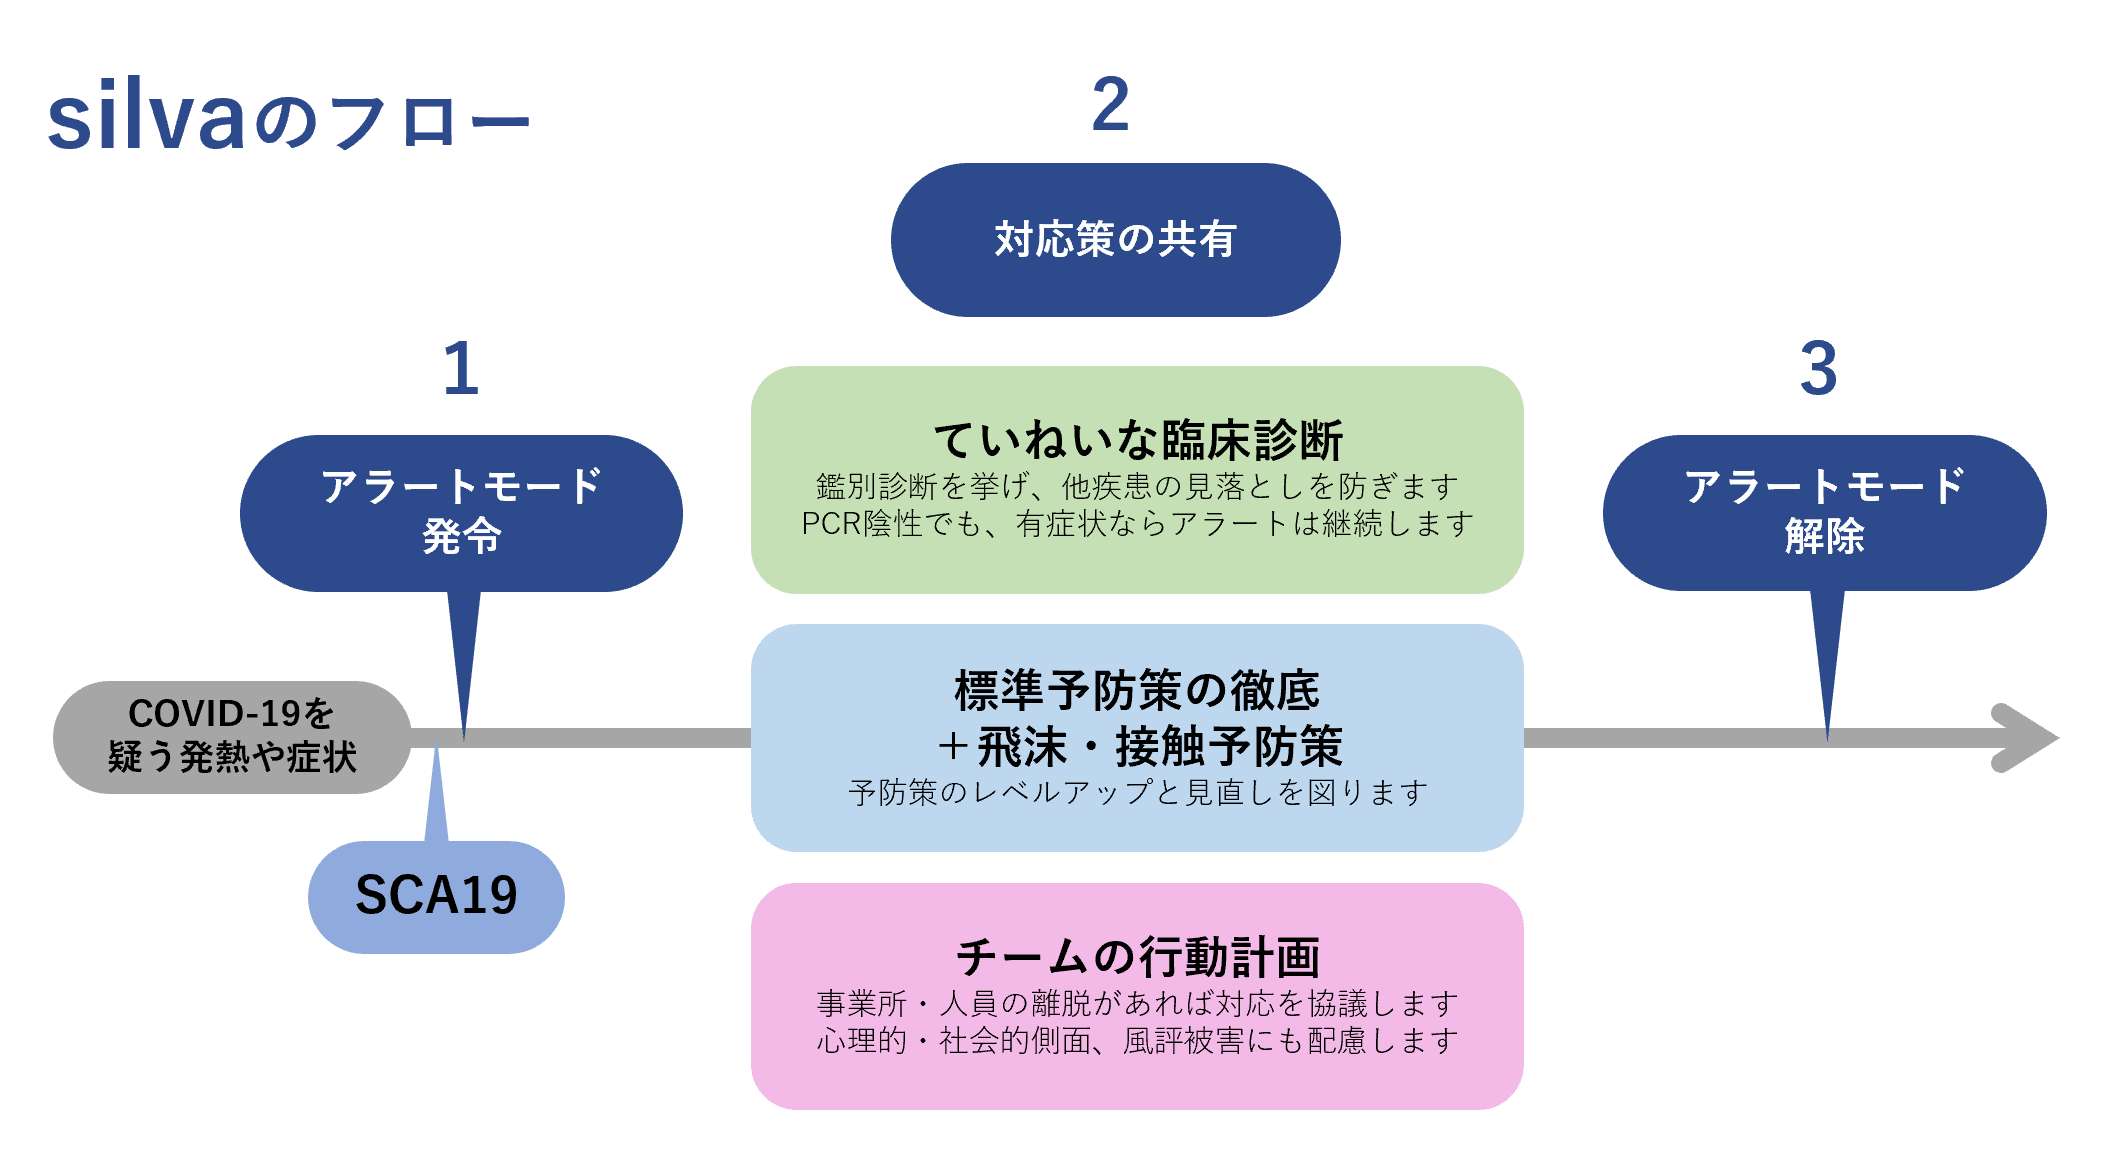 silvaのフロー
1
アラートモード
発令
COVID-19を
疑う発熱や症状
SCA19
2
対応策の共有
ていねいな臨床診断
鑑別診断を挙げ、他疾患の見落としを防ぎます
PCR陰性でも、有症状ならアラートは継続します
標準予防策の徹底
＋飛沫・接触予防策
予防策のレベルアップと見直しを図ります
チームの行動計画
事業所・人員の離脱があれば対応を協議します
心理的・社会的側面、風評被害にも配慮します
3
アラートモード
解除